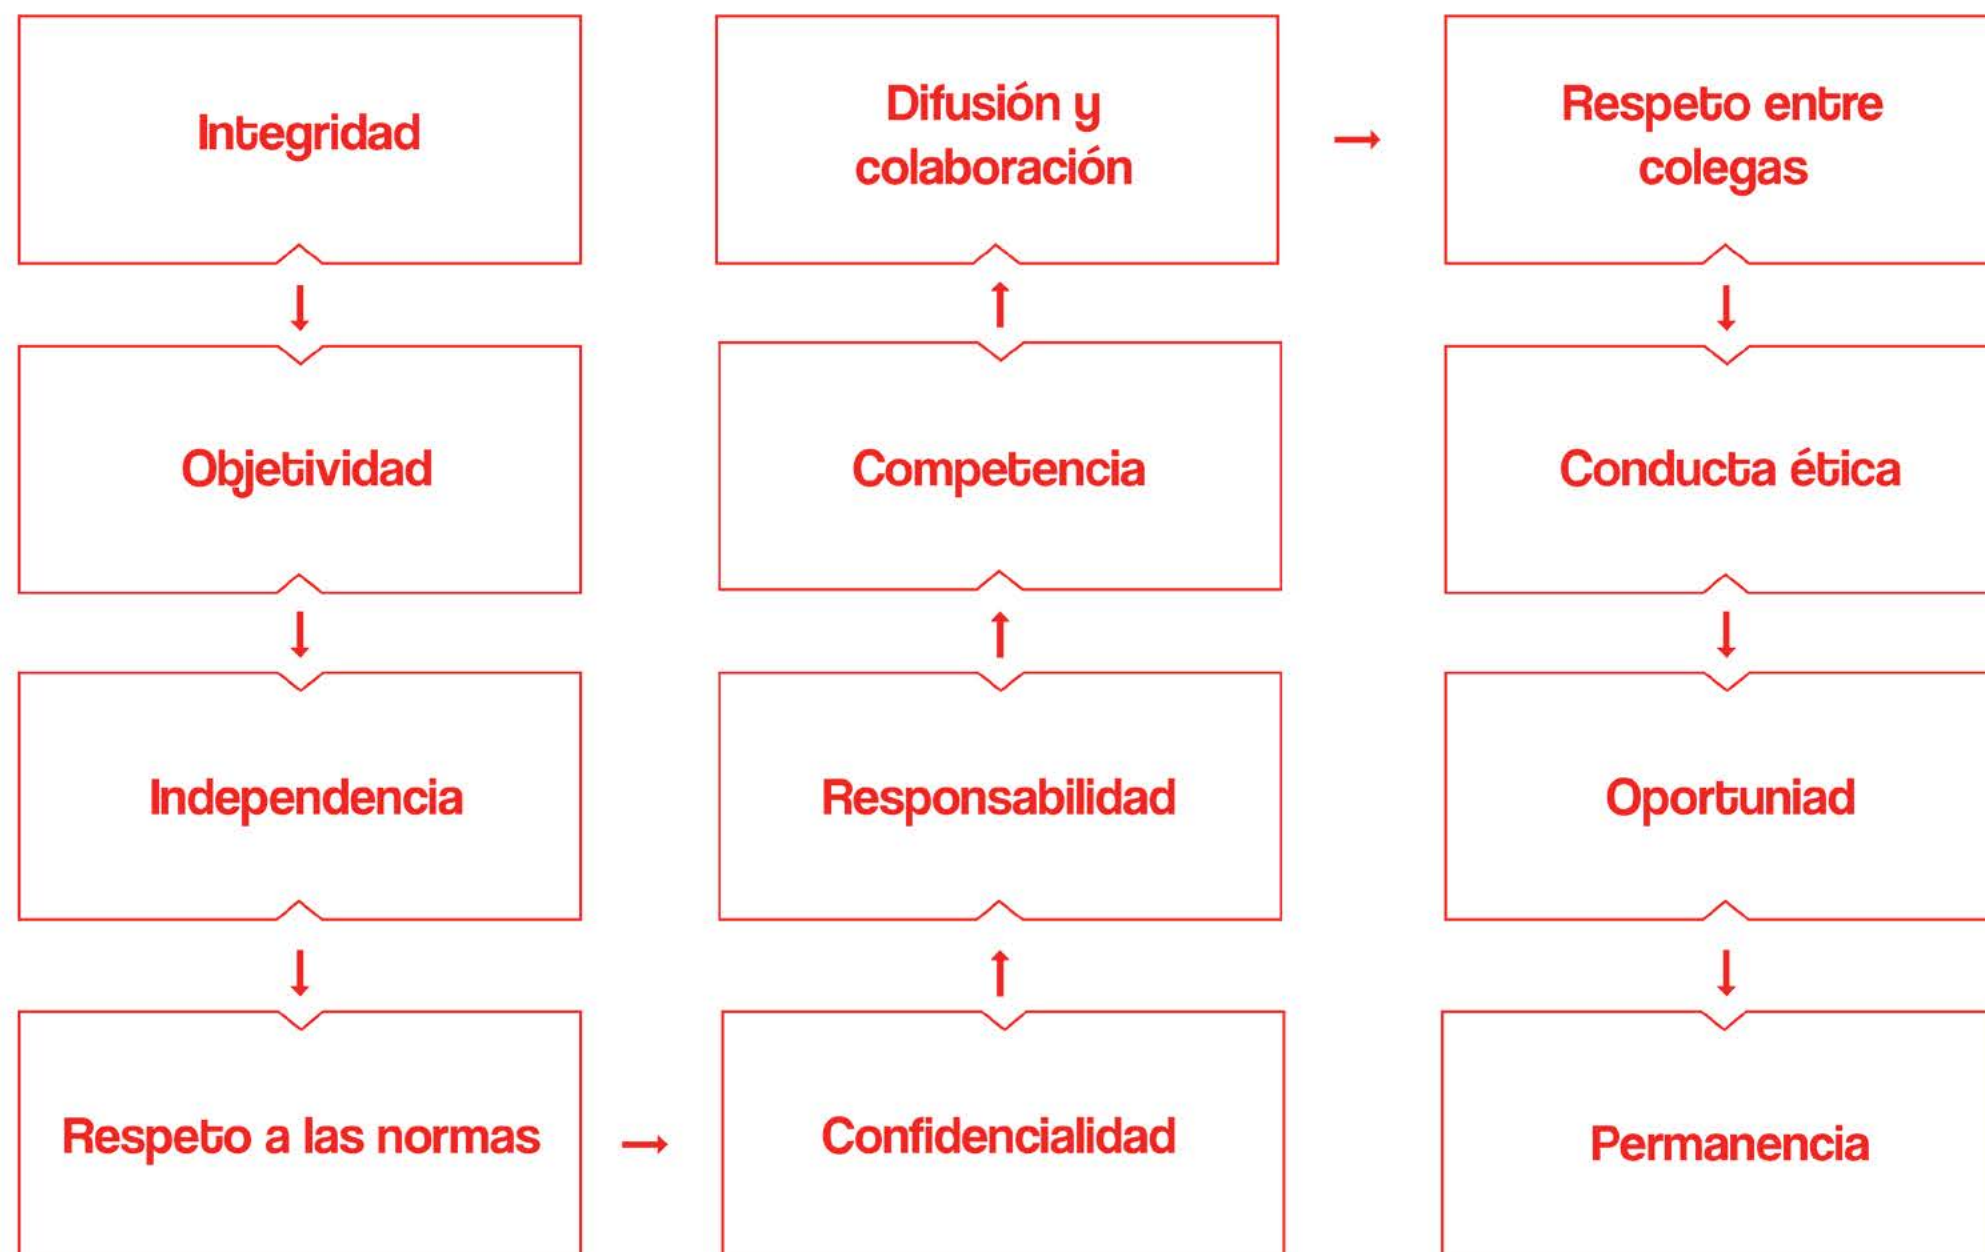 Integridad
Objetividad
Independencia
Respeto a las normas
Confidencialidad
Responsabilidad
Competencia
Difusión y
colaboración
Respeto entre
colegas
Conducta ética
Oportuniad
Permanencia